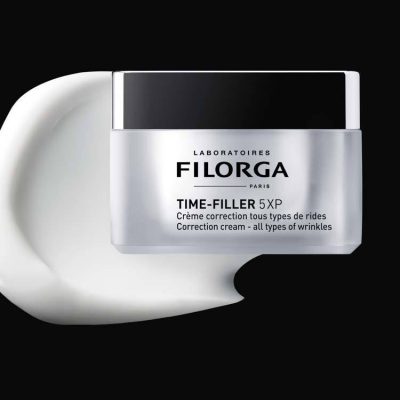 LABORATOIRES
FILORGA
PARIS
TIME-FILLER 5XP
Crème correction tous types de rides
Correction cream - all types of wrinkles